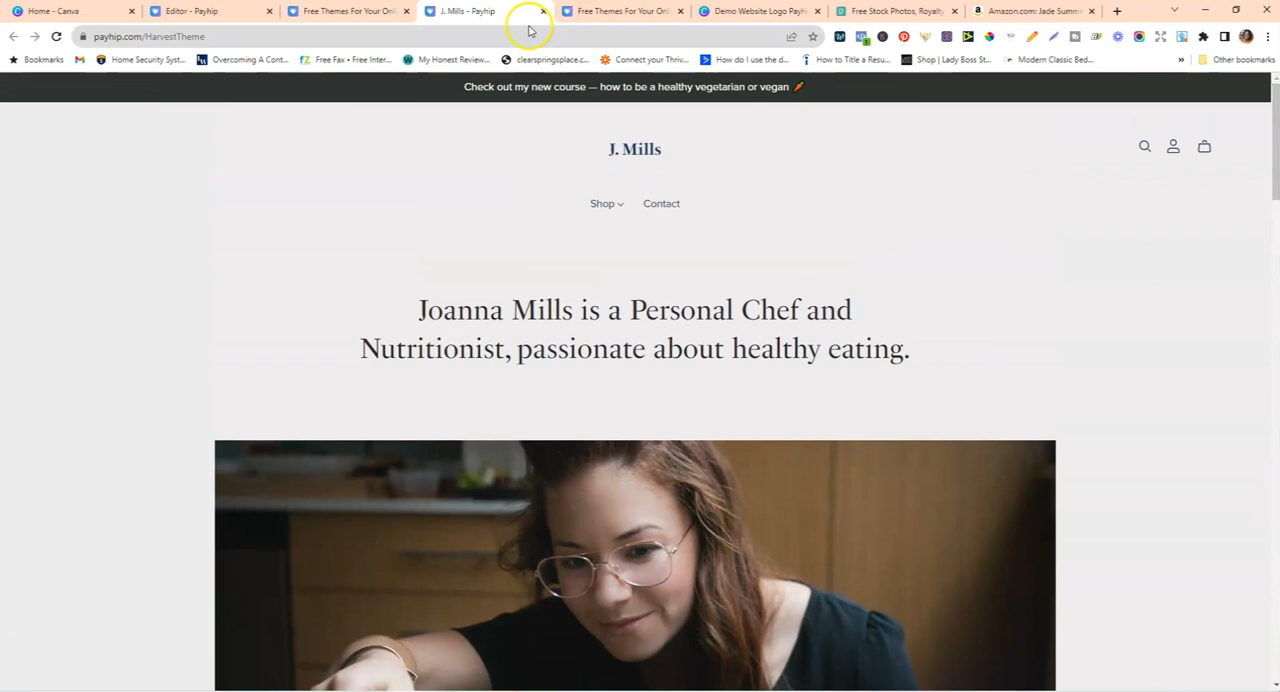 Home - Canva
Editor - Payhip
Free Themes For Your Onli
J. Mills - Payhip
Free Themes For Your Onli
Demo Website Logo Payhi
Free Stock Photos, Royalty
Amazon.com: Jade Summe
payhip.com/HarvestTheme
Bookmarks
Home Security Syst...
Overcoming A Cont...
Free Fax • Free Inter...
My Honest Review...
clearspringsplace.c...
Connect your Thriv...
How do I use the d...
How to Title a Resu...
Shop | Lady Boss St...
Modern Classic Bed...
Other bookmarks
Check out my new course — how to be a healthy vegetarian or vegan 🥕
J. Mills
Shop
Contact
Joanna Mills is a Personal Chef and
Nutritionist, passionate about healthy eating.